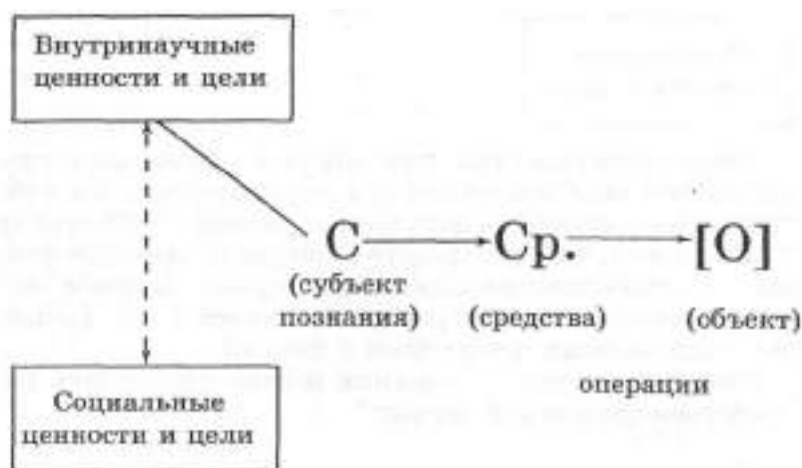 Внутринаучные
ценности и цели
С Ср. [О]
(субъект
познания) (средства) (объект)
операции
Социальные
ценности и цели